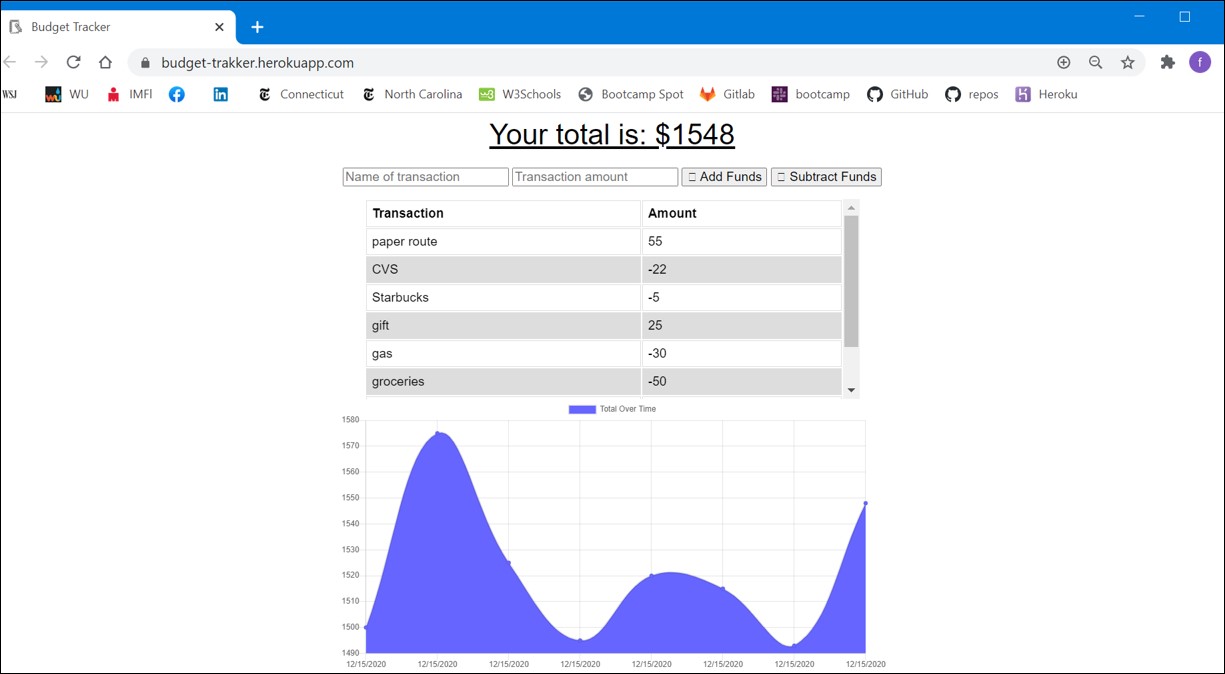 Budget Tracker
budget-trakker.herokuapp.com
f
WSJ WU IMFI Connecticut North Carolina W3Schools Bootcamp Spot Gitlab bootcamp GitHub repos Heroku
Your total is: $1548
Name of transaction Transaction amount Add Funds Subtract Funds
Transaction Amount
paper route 55
CVS -22
Starbucks -5
gift 25
gas -30
groceries -50
Total Over Time
1580
1570
1560
1550
1540
1530
1520
1510
1500
1490
12/15/2020 12/15/2020 12/15/2020 12/15/2020 12/15/2020 12/15/2020 12/15/2020 12/15/2020